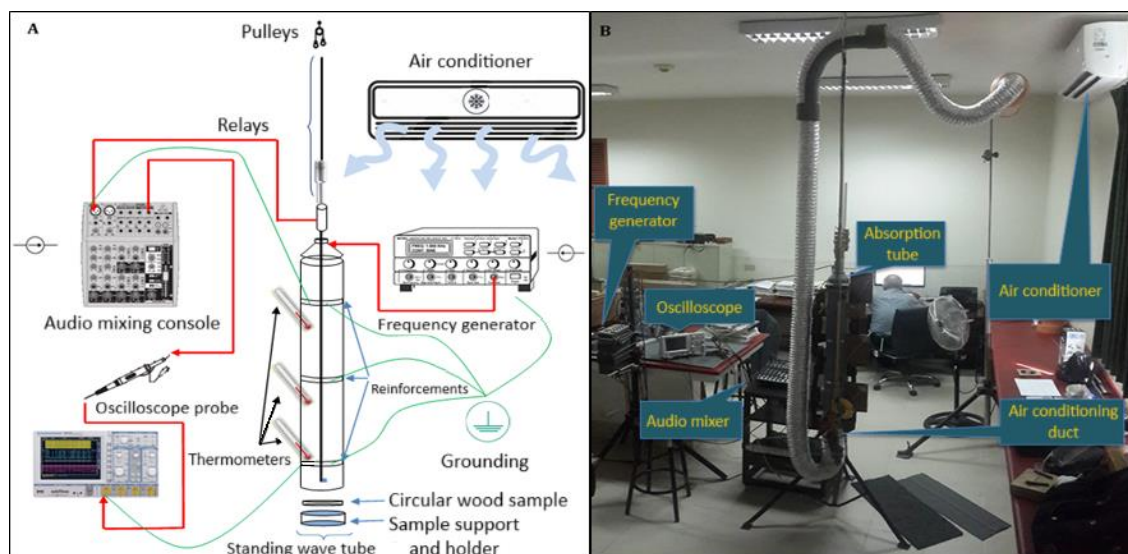 A
Pulleys
Air conditioner
Relays
Audio mixing console
Frequency generator
Oscilloscope probe
Reinforcements
Thermometers
Grounding
Circular wood sample
Sample support
and holder
Standing wave tube
B
Frequency
generator
Absorption
tube
Oscilloscope
Air conditioner
Audio mixer
Air conditioning
duct